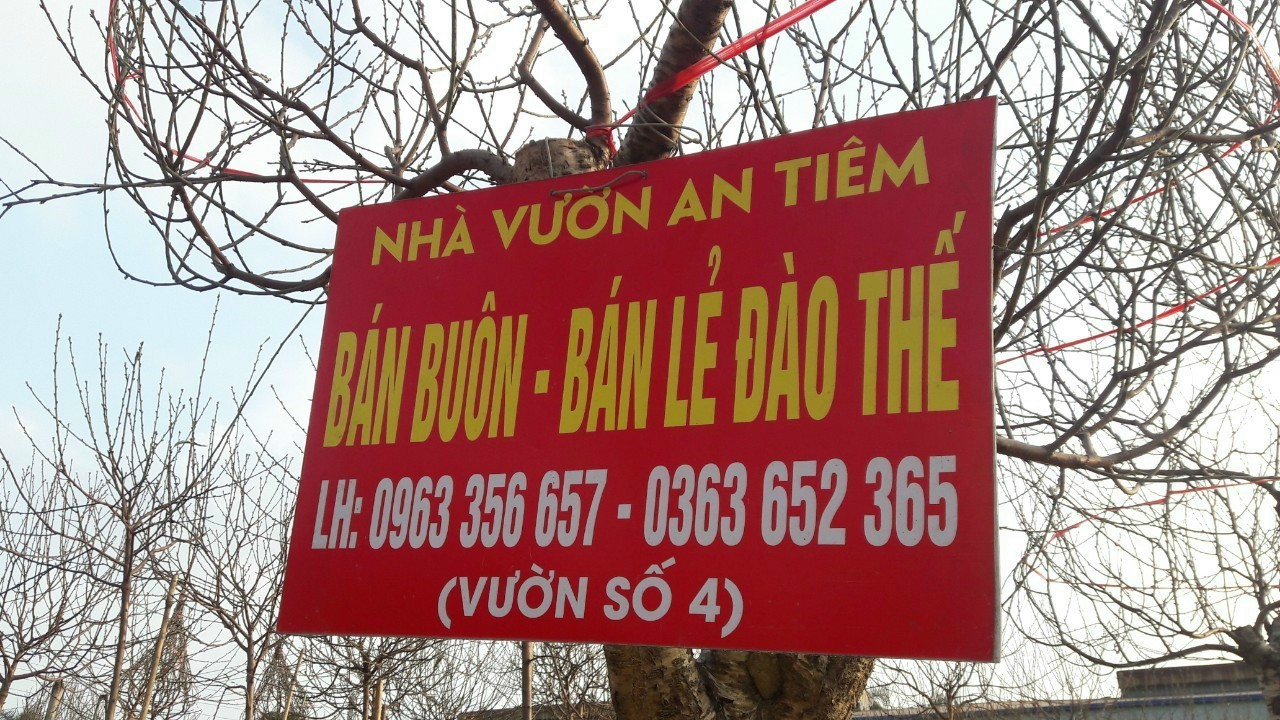 NHÀ VƯỜN AN TIÊM
BÁN BUÔN - BÁN LẺ ĐÀO THẾ
LH: 0963 356 657 - 0363 652 365
(VƯỜN SỐ 4)